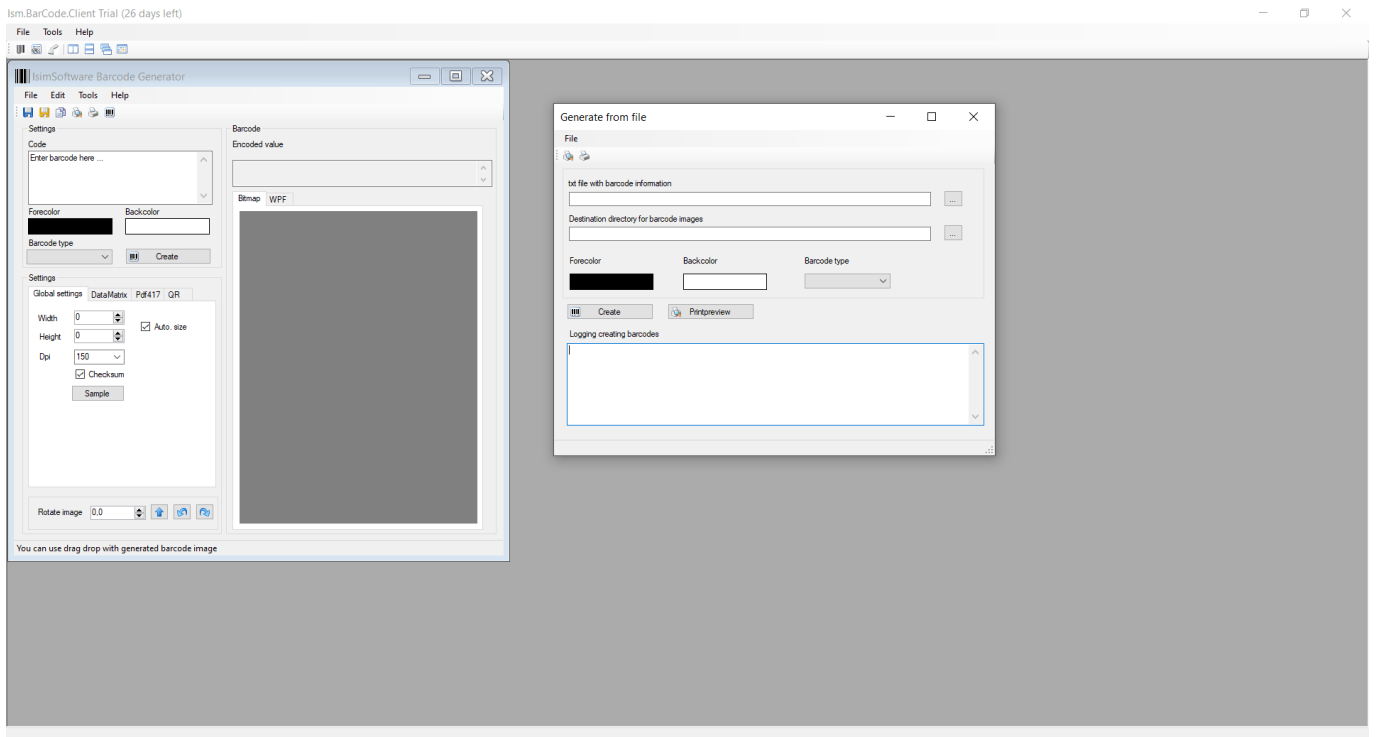 Ism.BarCode.Client Trial (26 days left)
File Tools Help
IsimSoftware Barcode Generator
File Edit Tools Help
Settings
Code
Enter barcode here ...
Forecolor Backcolor
Barcode type
Create
Settings
Global settings DataMatrix Pdf417 QR
Width 0
Auto. size
Height 0
Dpi 150
Checksum
Sample
Rotate image 0,0
Barcode
Encoded value
Bitmap WPF
You can use drag drop with generated barcode image
Generate from file
File
txt file with barcode information
...
Destination directory for barcode images
...
Forecolor Backcolor Barcode type
Create Printpreview
Logging creating barcodes